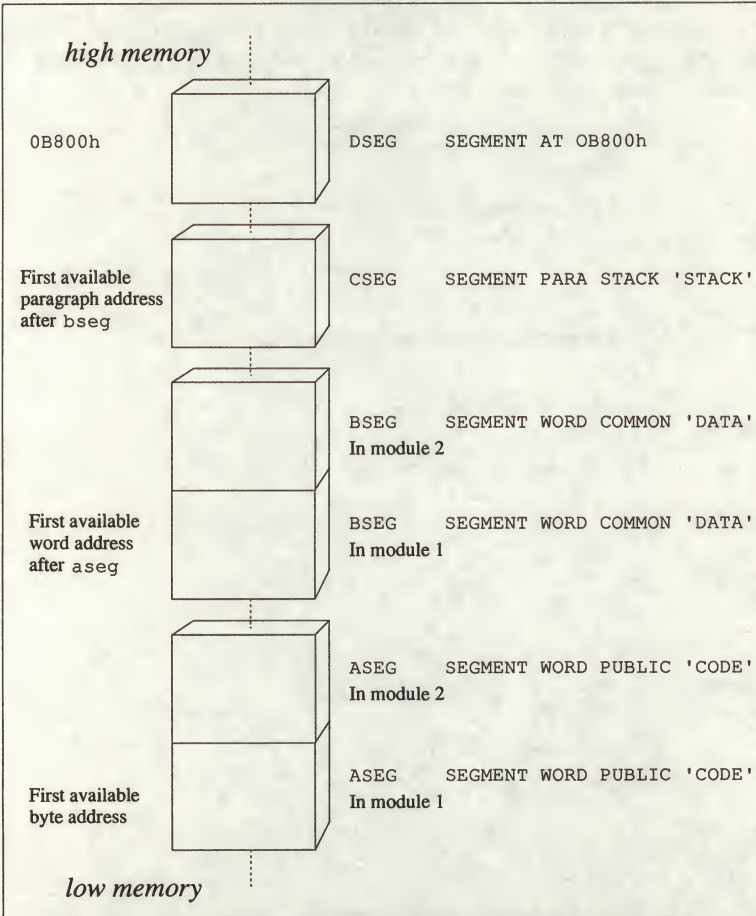 high memory
0B800h DSEG SEGMENT AT OB800h
First available
paragraph address
after bseg
CSEG SEGMENT PARA STACK 'STACK'
BSEG SEGMENT WORD COMMON 'DATA'
In module 2
First available
word address
after aseg
BSEG SEGMENT WORD COMMON 'DATA'
In module 1
ASEG SEGMENT WORD PUBLIC 'CODE'
In module 2
First available
byte address
ASEG SEGMENT WORD PUBLIC 'CODE'
In module 1
low memory